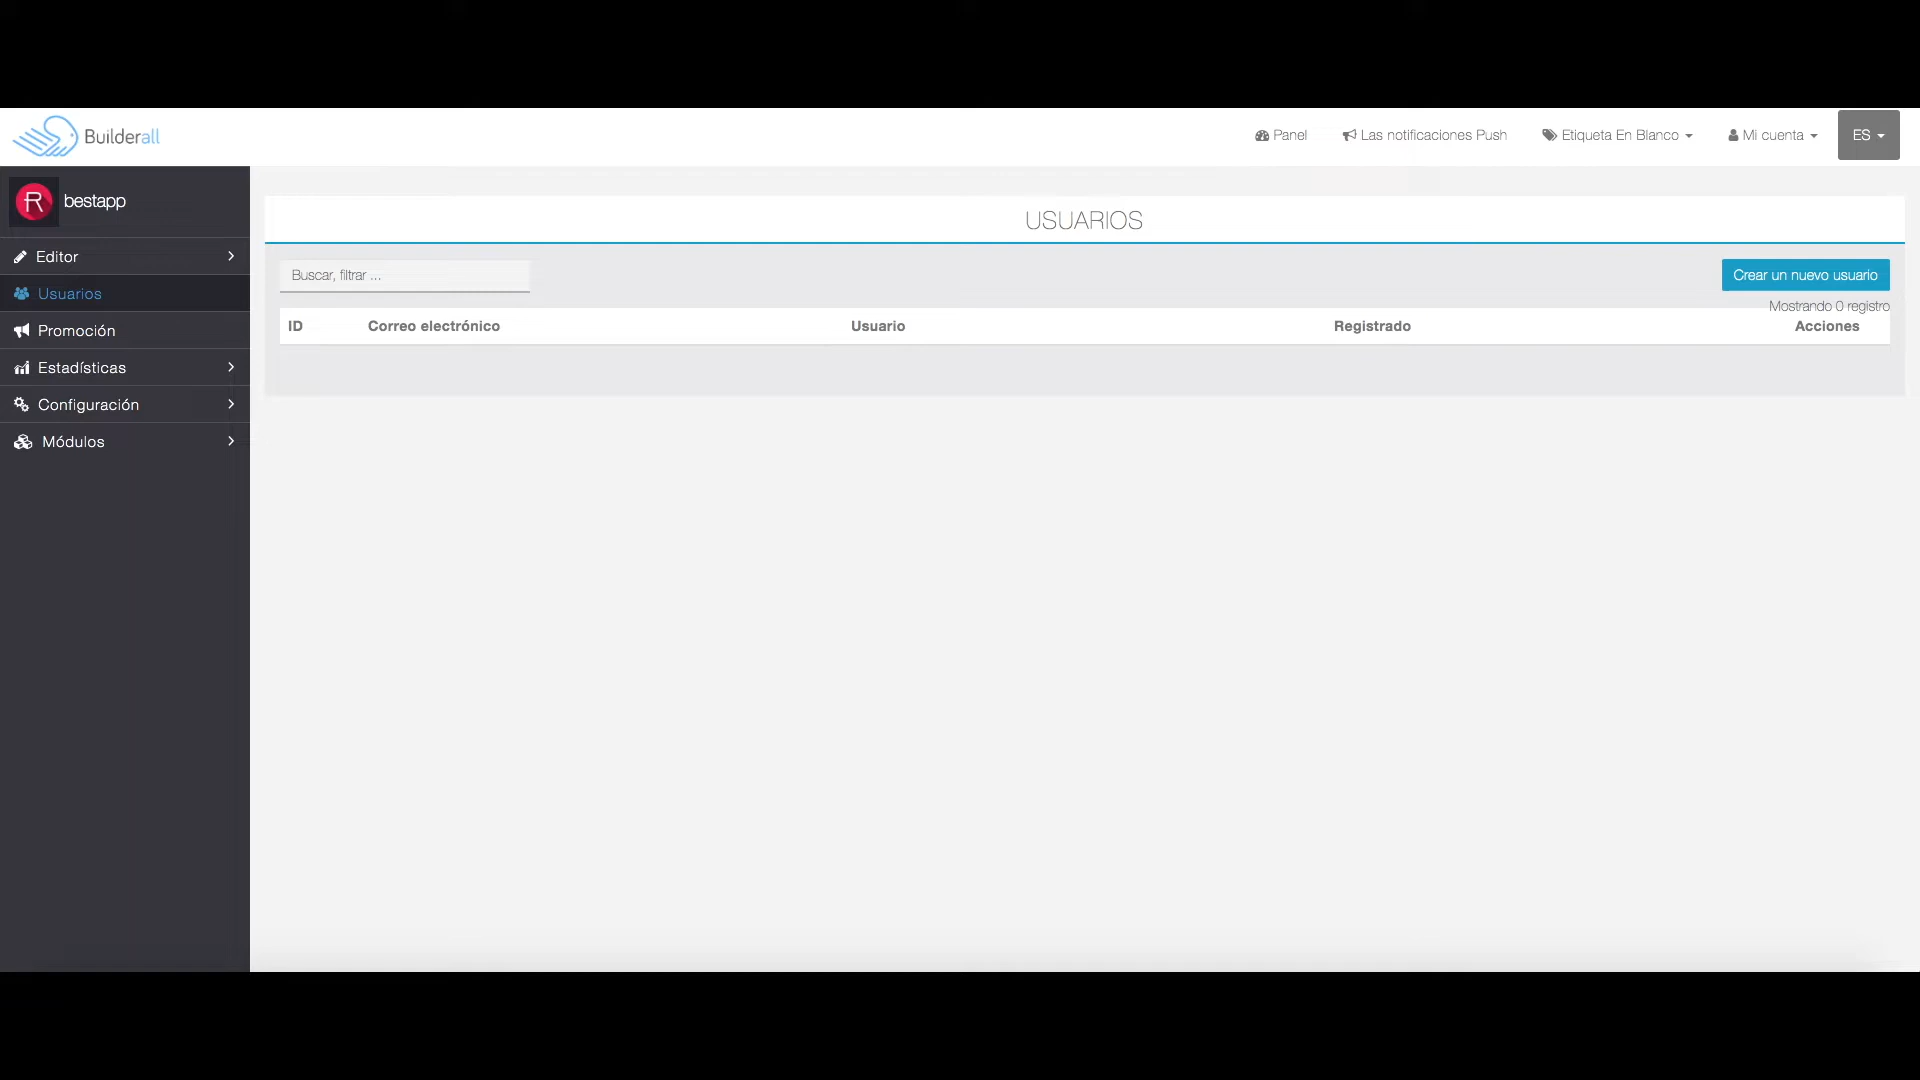 Builderall
Panel
Las notificaciones Push
Etiqueta En Blanco
Mi cuenta
ES
R
bestapp
Editor
Usuarios
Promoción
Estadísticas
Configuración
Módulos
USUARIOS
Buscar, filtrar ...
Crear un nuevo usuario
Mostrando 0 registro
ID Correo electrónico Usuario Registrado Acciones